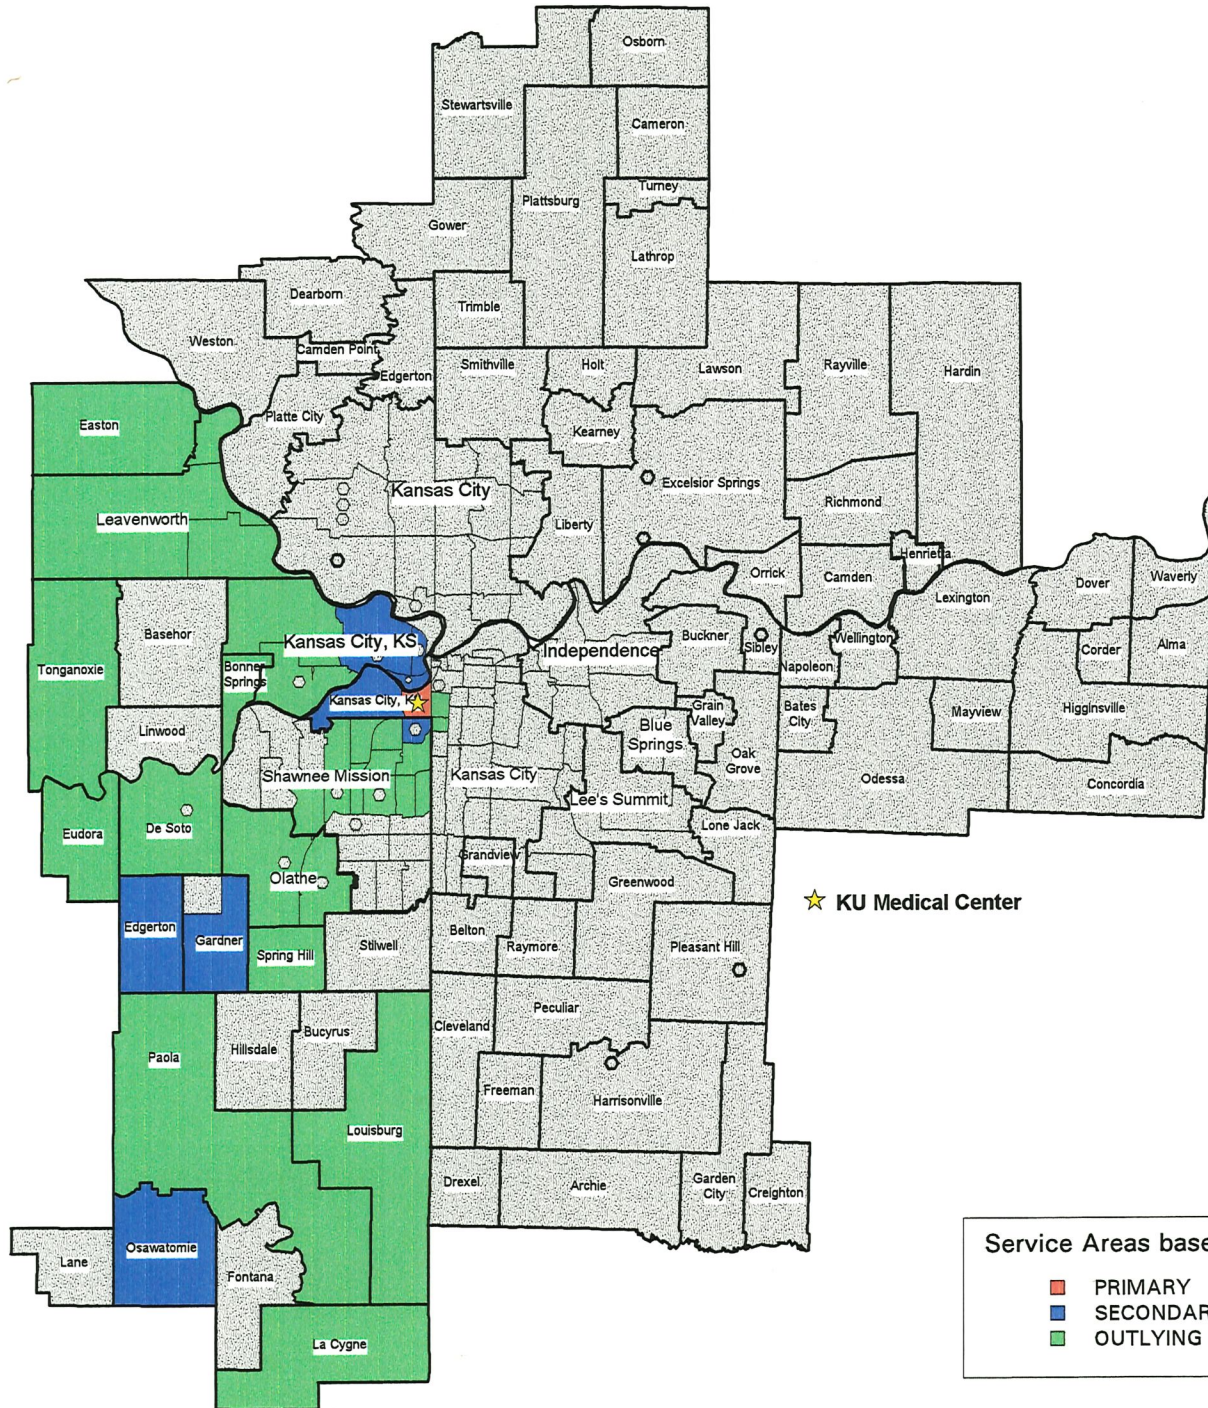 Osborn
Stewartsville
Cameron
Turney
Plattsburg
Gower
Lathrop
Dearborn
Trimble
Weston
Camden Point
Edgerton
Smithville
Holt
Lawson
Rayville
Hardin
Easton
Platte City
Kearney
Kansas City
Excelsior Springs
Leavenworth
Richmond
Liberty
Henrietta
Orrick
Camden
Dover
Waverly
Lexington
Basehor
Kansas City, KS
Independence
Buckner
Sibley
Wellington
Napoleon
Corder
Alma
Tonganoxie
Bonner
Springs
Kansas City, K
Grain
Valley
Bates
City
Mayview
Higginsville
Linwood
Blue
Springs
Oak
Grove
Shawnee Mission
Kansas City
Odessa
Concordia
Lee's Summit
Eudora
De Soto
Lone Jack
Grandview
Olathe
Greenwood
KU Medical Center
Edgerton
Gardner
Spring Hill
Stilwell
Belton
Raymore
Pleasant Hill
Peculiar
Cleveland
Paola
Hillsdale
Bucyrus
Freeman
Harrisonville
Louisburg
Drexel
Archie
Garden
City
Creighton
Lane
Osawatomie
Fontana
La Cygne
Service Areas base
PRIMARY
SECONDAR
OUTLYING